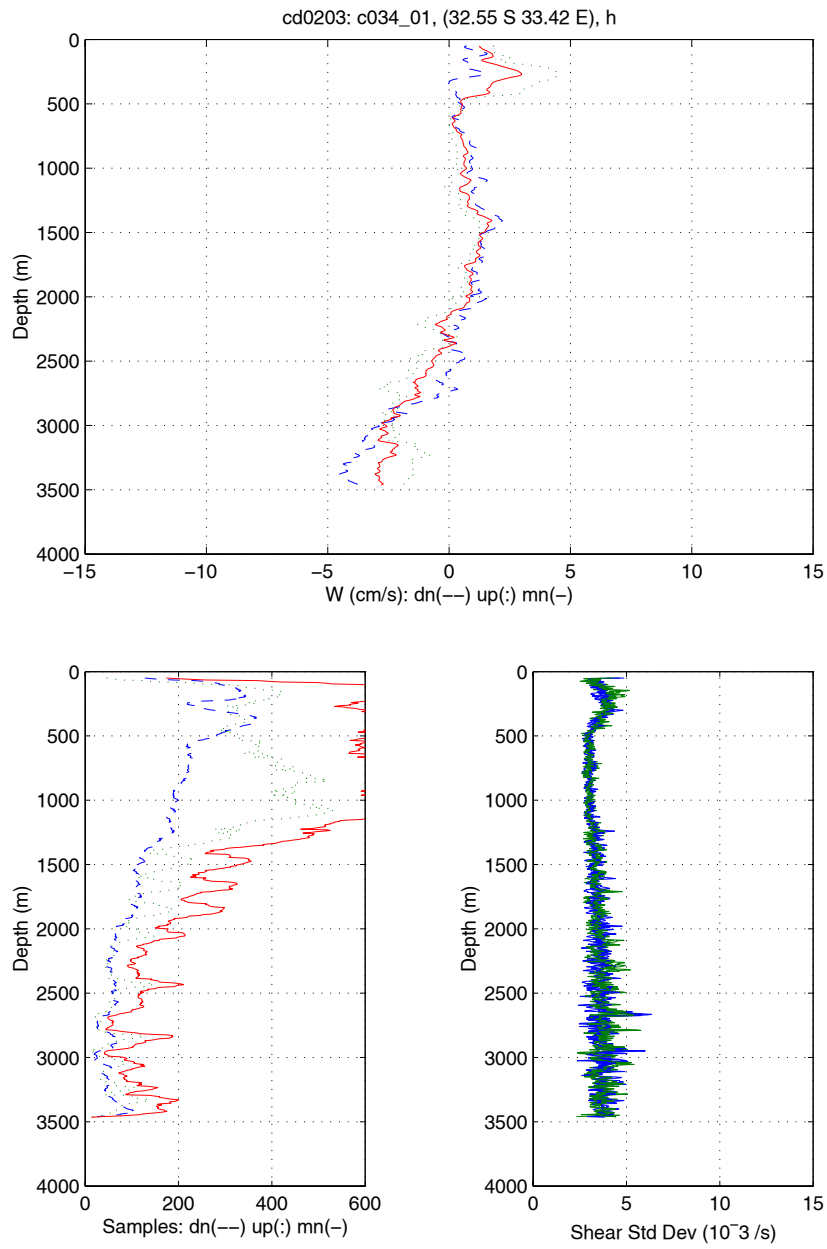 cd0203: c034_01, (32.55 S 33.42 E), h
0
500
1000
1500
2000
2500
3000
3500
4000
Depth (m)
−15 −10 −5 0 5 10 15
W (cm/s): dn(−−) up(:) mn(−)
0
500
1000
1500
2000
2500
3000
3500
4000
Depth (m)
0 200 400 600
Samples: dn(−−) up(:) mn(−)
0
500
1000
1500
2000
2500
3000
3500
4000
Depth (m)
0 5 10 15
Shear Std Dev (10⁻3 /s)